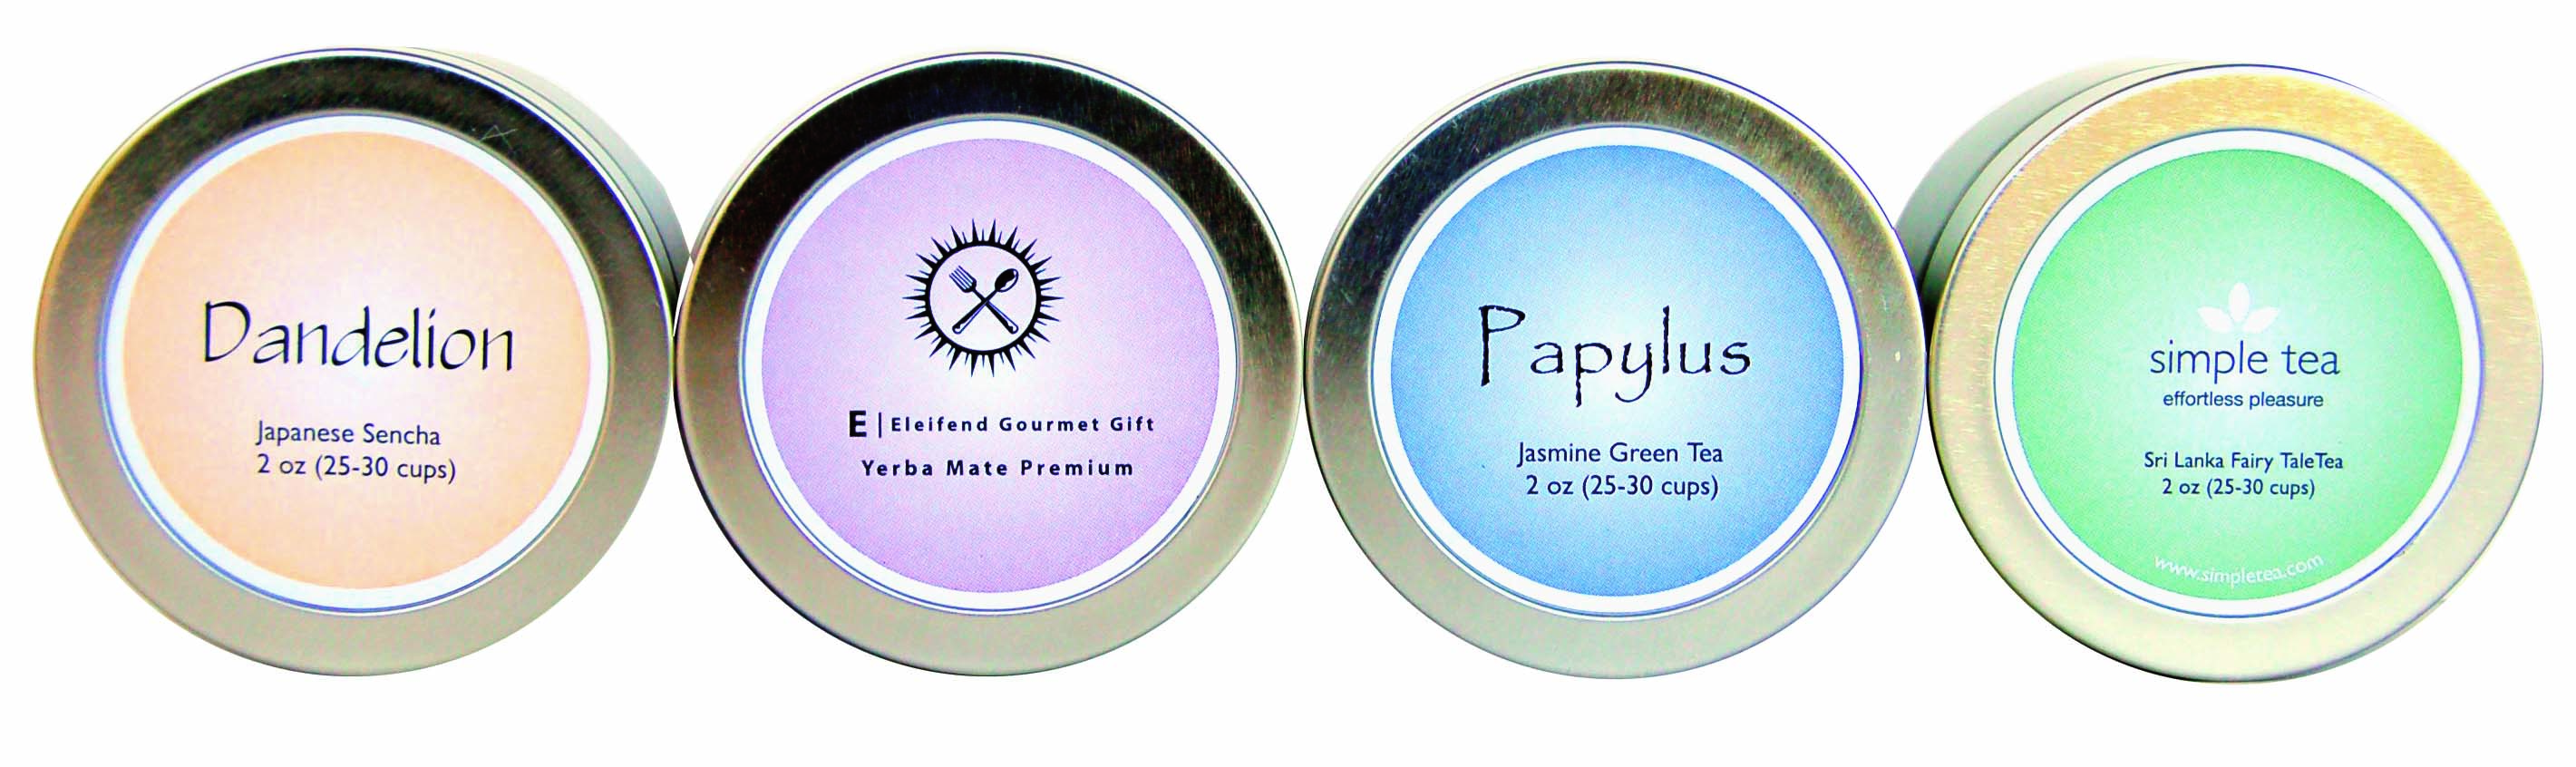 Dandelion
Japanese Sencha
2 oz (25-30 cups)
E | Eleifend Gourmet Gift
Yerba Mate Premium
Papylus
Jasmine Green Tea
2 oz (25-30 cups)
simple tea
effortless pleasure
Sri Lanka Fairy TaleTea
2 oz (25-30 cups)
www.simpletea.com